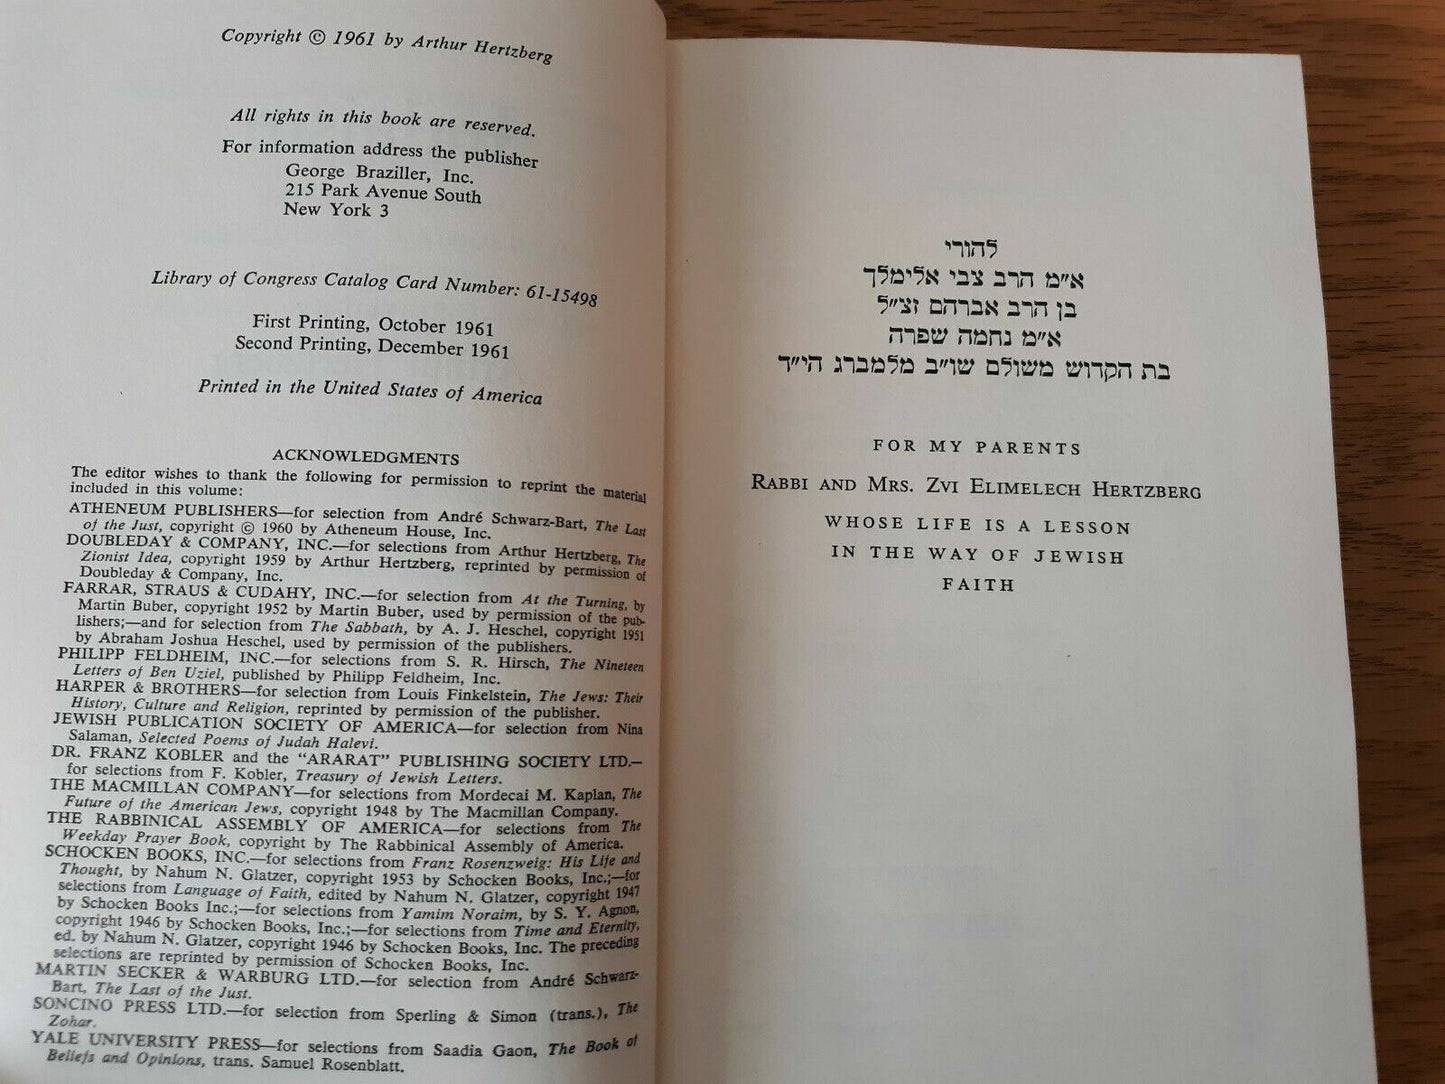 Copyright © 1961 by Arthur Hertzberg
All rights in this book are reserved.
For information address the publisher
George Braziller, Inc.
215 Park Avenue South
New York 3
Library of Congress Catalog Card Number: 61-15498
First Printing, October 1961
Second Printing, December 1961
Printed in the United States of America
ACKNOWLEDGMENTS
The editor wishes to thank the following for permission to reprint the material
included in this volume:
ATHENEUM PUBLISHERS—for selection from André Schwarz-Bart, The Last
of the Just, copyright © 1960 by Atheneum House, Inc.
DOUBLEDAY & COMPANY, INC.—for selections from Arthur Hertzberg, The
Zionist Idea, copyright 1959 by Arthur Hertzberg, reprinted by permission of
Doubleday & Company, Inc.
FARRAR, STRAUS & CUDAHY, INC.—for selection from At the Turning, by
Martin Buber, copyright 1952 by Martin Buber, used by permission of the pub-
lishers;—and for selection from The Sabbath, by A. J. Heschel, copyright 1951
by Abraham Joshua Heschel, used by permission of the publishers.
PHILIPP FELDHEIM, INC.—for selections from S. R. Hirsch, The Nineteen
Letters of Ben Uziel, published by Philipp Feldheim, Inc.
HARPER & BROTHERS—for selection from Louis Finkelstein, The Jews: Their
History, Culture and Religion, reprinted by permission of the publisher.
JEWISH PUBLICATION SOCIETY OF AMERICA—for selection from Nina
Salaman, Selected Poems of Judah Halevi.
DR. FRANZ KOBLER and the "ARARAT" PUBLISHING SOCIETY LTD.—
for selections from F. Kobler, Treasury of Jewish Letters.
THE MACMILLAN COMPANY—for selections from Mordecai M. Kaplan, The
Future of the American Jews, copyright 1948 by The Macmillan Company.
THE RABBINICAL ASSEMBLY OF AMERICA—for selections from The
Weekday Prayer Book, copyright by The Rabbinical Assembly of America.
SCHOCKEN BOOKS, INC.—for selections from Franz Rosenzweig: His Life and
Thought, by Nahum N. Glatzer, copyright 1953 by Schocken Books, Inc.;—for
selections from Language of Faith, edited by Nahum N. Glatzer, copyright 1947
by Schocken Books Inc.;—for selections from Yamim Noraim, by S. Y. Agnon,
copyright 1946 by Schocken Books, Inc.;—for selections from Time and Eternity,
ed. by Nahum N. Glatzer, copyright 1946 by Schocken Books, Inc. The preceding
selections are reprinted by permission of Schocken Books, Inc.
MARTIN SECKER & WARBURG LTD.—for selection from André Schwarz-
Bart, The Last of the Just.
SONCINO PRESS LTD.—for selection from Sperling & Simon (trans.), The
Zohar.
YALE UNIVERSITY PRESS—for selections from Saadia Gaon, The Book of
Beliefs and Opinions, trans. Samuel Rosenblatt.
להורי
א״מ הרב צבי אלימלך
בן הרב אברהם זצ״ל
א״מ נחמה שפרה
בת הקדוש משולם שו״ב מלמברג הי״ד
FOR MY PARENTS
RABBI AND MRS. ZVI ELIMELECH HERTZBERG
WHOSE LIFE IS A LESSON
IN THE WAY OF JEWISH
FAITH